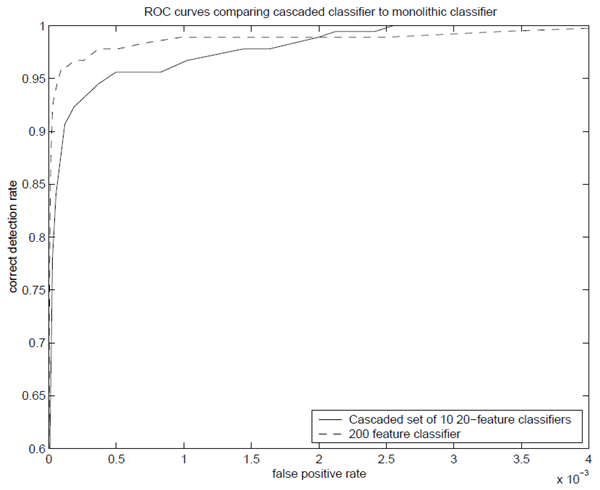 ROC curves comparing cascaded classifier to monolithic classifier
1
0.95
0.9
0.85
0.8
0.75
0.7
0.65
0.6
correct detection rate
Cascaded set of 10 20−feature classifiers
200 feature classifier
0 0.5 1 1.5 2 2.5 3 3.5 4
false positive rate
x 10⁻³